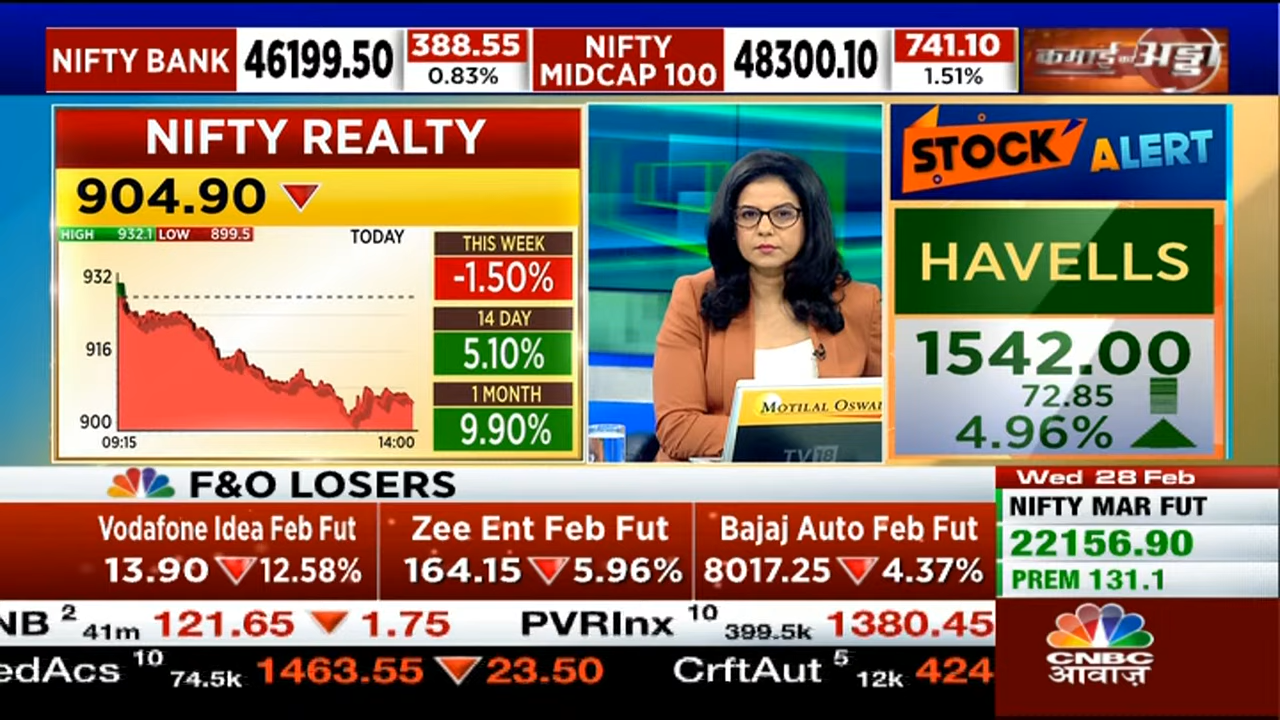 NIFTY BANK 46199.50 388.55 0.83%
NIFTY MIDCAP 100 48300.10 741.10 1.51%
कमाई का अड्डा
NIFTY REALTY
904.90
HIGH 932.1 LOW 899.5 TODAY
932
916
900
09:15 14:00
THIS WEEK
-1.50%
14 DAY
5.10%
1 MONTH
9.90%
MOTILAL OSWAL
TV18
STOCK ALERT
HAVELLS
1542.00
72.85
4.96%
F&O LOSERS
Vodafone Idea Feb Fut Zee Ent Feb Fut Bajaj Auto Feb Fut
13.90 12.58% 164.15 5.96% 8017.25 4.37%
Wed 28 Feb
NIFTY MAR FUT
22156.90
PREM 131.1
NB 2 41m 121.65 1.75 PVRInx 10 399.5k 1380.45
edAcs 10 74.5k 1463.55 23.50 CrftAut 5 12k 424
CNBC
आवाज़